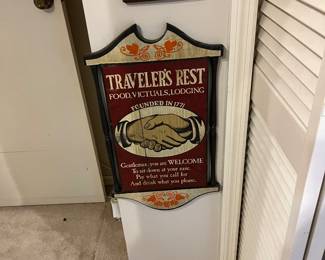 TRAVELER'S REST
FOOD, VICTUALS, LODGING
FOUNDED IN 1771
Gentlemen you are WELCOME
To sit down at your ease.
Pay what you call for
And drink what you please.